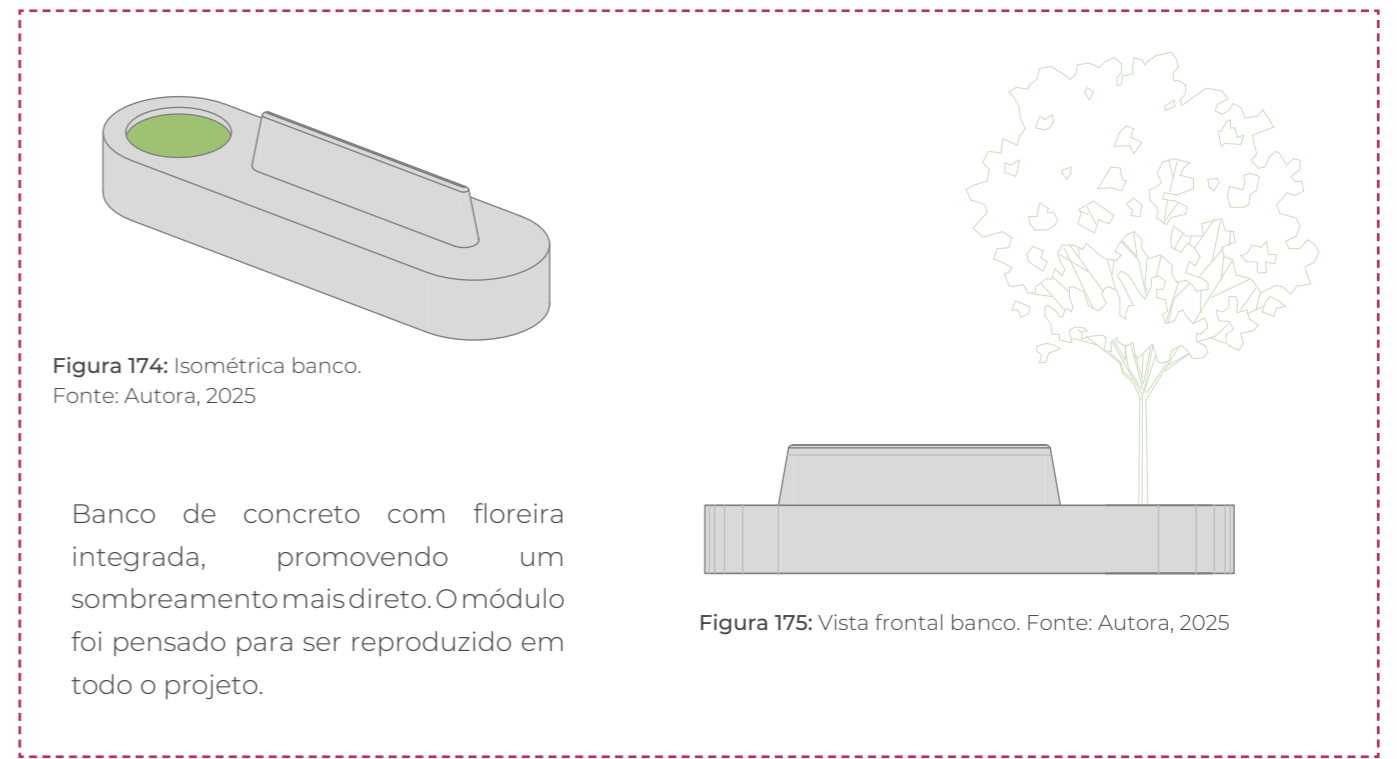 Figura 174: Isométrica banco.
Fonte: Autora, 2025
Banco de concreto com floreira
integrada, promovendo um
sombreamento mais direto. O módulo
foi pensado para ser reproduzido em
todo o projeto.
Figura 175: Vista frontal banco. Fonte: Autora, 2025